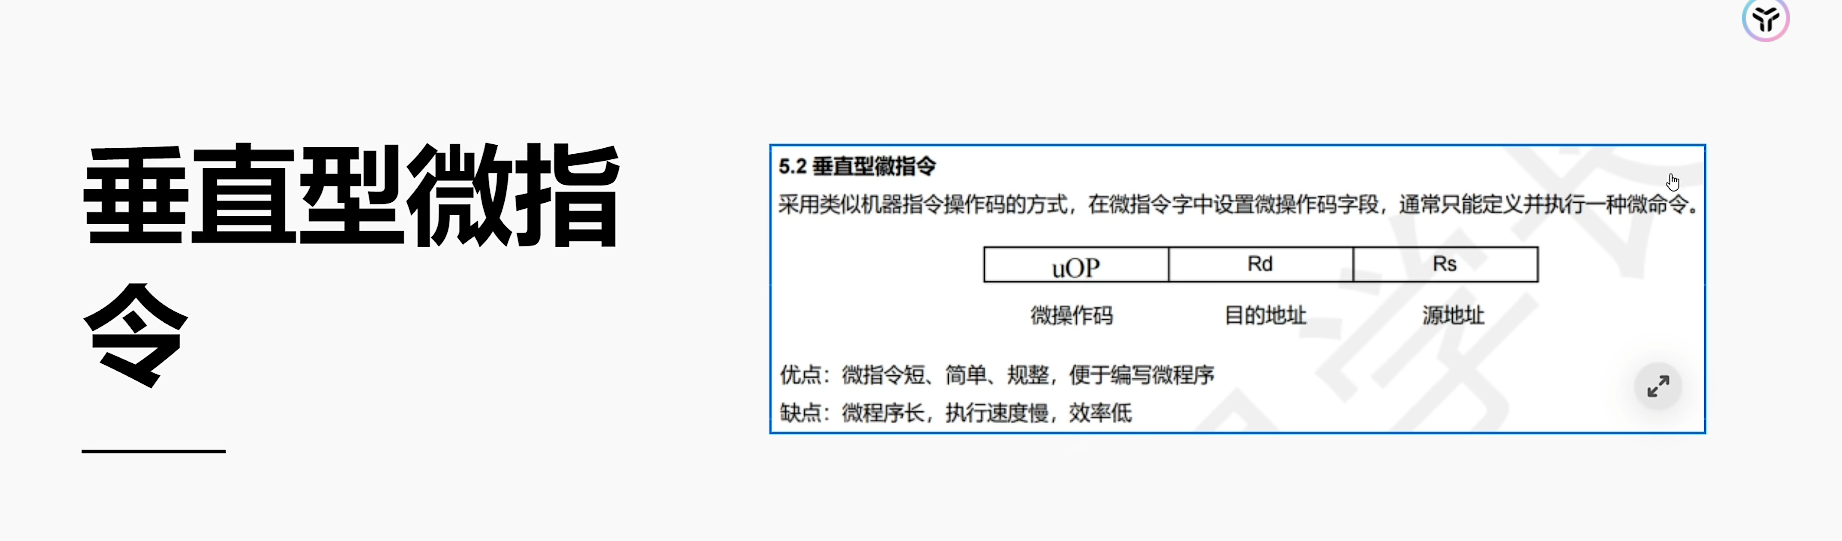 垂直型微指
令
5.2 垂直型微指令
采用类似机器指令操作码的方式，在微指令字中设置微操作码字段，通常只能定义并执行一种微命令。
uOP Rd Rs
微操作码 目的地址 源地址
优点：微指令短、简单、规整，便于编写微程序
缺点：微程序长，执行速度慢，效率低